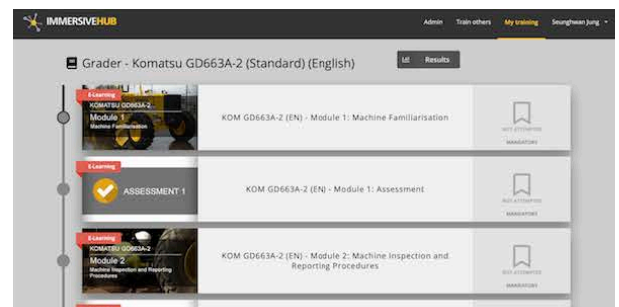 IMMERSIVEHUB
Admin Train others My training Seunghwan Jung
Grader - Komatsu GD663A-2 (Standard) (English)
Results
E-Learning
KOMATSU GD663A-2
Module 1
Machine Familiarisation
KOM GD663A-2 (EN) - Module 1: Machine Familiarisation
NOT ATTEMPTED
MANDATORY
E-Learning
ASSESSMENT 1
KOM GD663A-2 (EN) - Module 1: Assessment
NOT ATTEMPTED
MANDATORY
E-Learning
KOMATSU GD663A-2
Module 2
Machine Inspection and Reporting
Procedures
KOM GD663A-2 (EN) - Module 2: Machine Inspection and
Reporting Procedures
NOT ATTEMPTED
MANDATORY